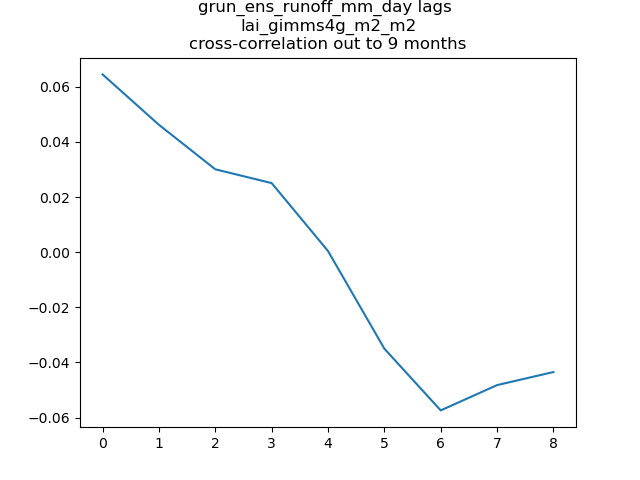 grun_ens_runoff_mm_day lags
lai_gimms4g_m2_m2
cross-correlation out to 9 months
0.06
0.04
0.02
0.00
−0.02
−0.04
−0.06
0 1 2 3 4 5 6 7 8